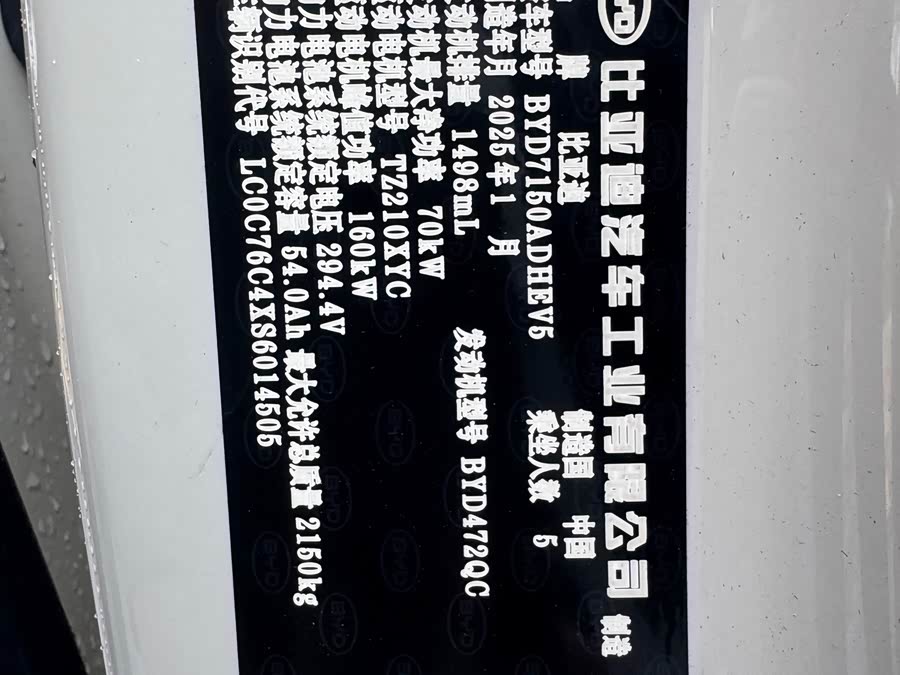 BYD 比亚迪汽车工业有限公司 制造
牌 比亚迪 制造国 中国
车型号 BYD7150ADHEV5 乘坐人数 5
造年月 2025年1月
动机排量 1498mL 发动机型号 BYD472QC
动机最大净功率 70kW
动电机型号 TZ210XYC
动电机峰值功率 160kW
力电池系统额定电压 294.4V
力电池系统额定容量 54.0Ah 最大允许总质量 2150kg
车辆识别代号 LC0C76C4XS6014505